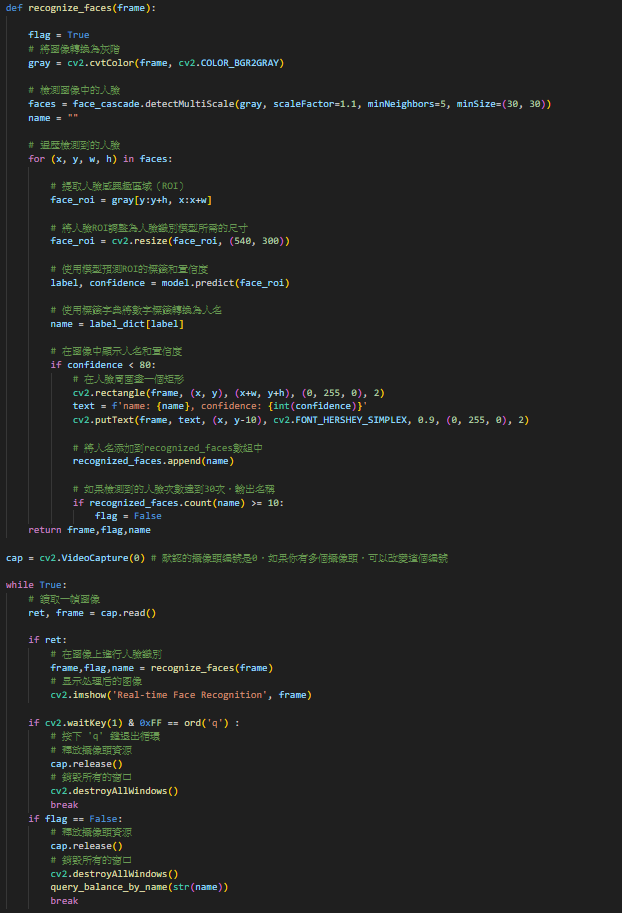 def recognize_faces(frame):
    flag = True
    # 將圖像轉換為灰階
    gray = cv2.cvtColor(frame, cv2.COLOR_BGR2GRAY)
    # 檢測圖像中的人臉
    faces = face_cascade.detectMultiScale(gray, scaleFactor=1.1, minNeighbors=5, minSize=(30, 30))
    name = ""
    # 遍歷檢測到的人臉
    for (x, y, w, h) in faces:
        # 提取人臉感興趣區域（ROI）
        face_roi = gray[y:y+h, x:x+w]
        # 將人臉ROI調整為人臉識別模型所需的尺寸
        face_roi = cv2.resize(face_roi, (540, 300))
        # 使用模型預測ROI的標籤和置信度
        label, confidence = model.predict(face_roi)
        # 使用標籤字典將數字標籤轉換為人名
        name = label_dict[label]
        # 在圖像中顯示人名和置信度
        if confidence < 80:
            # 在人臉周圍畫一個矩形
            cv2.rectangle(frame, (x, y), (x+w, y+h), (0, 255, 0), 2)
            text = f'name: {name}, confidence: {int(confidence)}'
            cv2.putText(frame, text, (x, y-10), cv2.FONT_HERSHEY_SIMPLEX, 0.9, (0, 255, 0), 2)
            # 將人名添加到recognized_faces數組中
            recognized_faces.append(name)
            # 如果檢測到的人臉次數達到30次，輸出名稱
            if recognized_faces.count(name) >= 10:
                flag = False
    return frame,flag,name
cap = cv2.VideoCapture(0) # 默認的攝像頭編號是0，如果你有多個攝像頭，可以改變這個編號
while True:
    # 讀取一幀圖像
    ret, frame = cap.read()
    if ret:
        # 在圖像上進行人臉識別
        frame,flag,name = recognize_faces(frame)
        # 显示处理后的图像
        cv2.imshow('Real-time Face Recognition', frame)
    if cv2.waitKey(1) & 0xFF == ord('q') :
        # 按下 'q' 鍵退出循環
        # 釋放攝像頭資源
        cap.release()
        # 銷毀所有的窗口
        cv2.destroyAllWindows()
        break
    if flag == False:
        # 釋放攝像頭資源
        cap.release()
        # 銷毀所有的窗口
        cv2.destroyAllWindows()
        query_balance_by_name(str(name))
        break